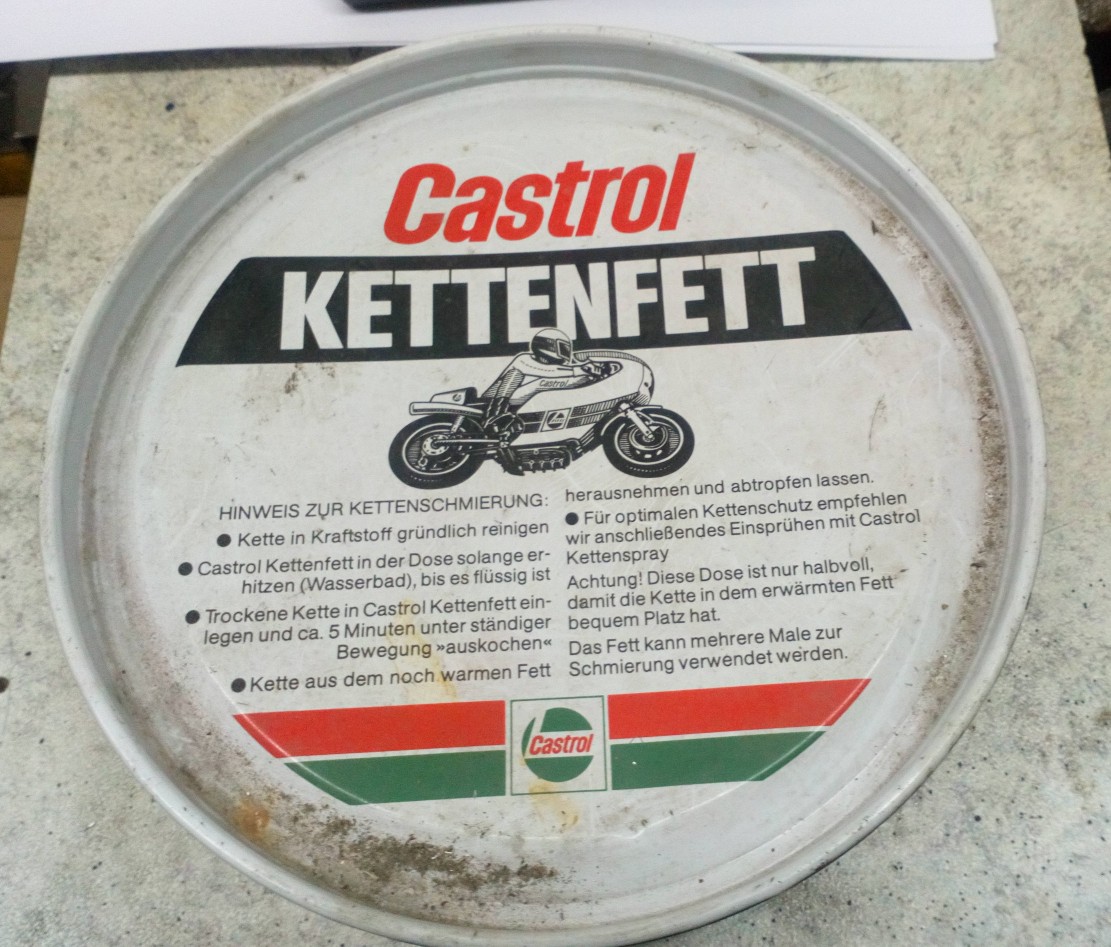 Castrol
KETTENFETT
Castrol
HINWEIS ZUR KETTENSCHMIERUNG:
● Kette in Kraftstoff gründlich reinigen
● Castrol Kettenfett in der Dose solange er-
hitzen (Wasserbad), bis es flüssig ist
● Trockene Kette in Castrol Kettenfett ein-
legen und ca. 5 Minuten unter ständiger
Bewegung »auskochen«
● Kette aus dem noch warmen Fett
herausnehmen und abtropfen lassen.
● Für optimalen Kettenschutz empfehlen
wir anschließendes Einsprühen mit Castrol
Kettenspray
Achtung! Diese Dose ist nur halbvoll,
damit die Kette in dem erwärmten Fett
bequem Platz hat.
Das Fett kann mehrere Male zur
Schmierung verwendet werden.
Castrol